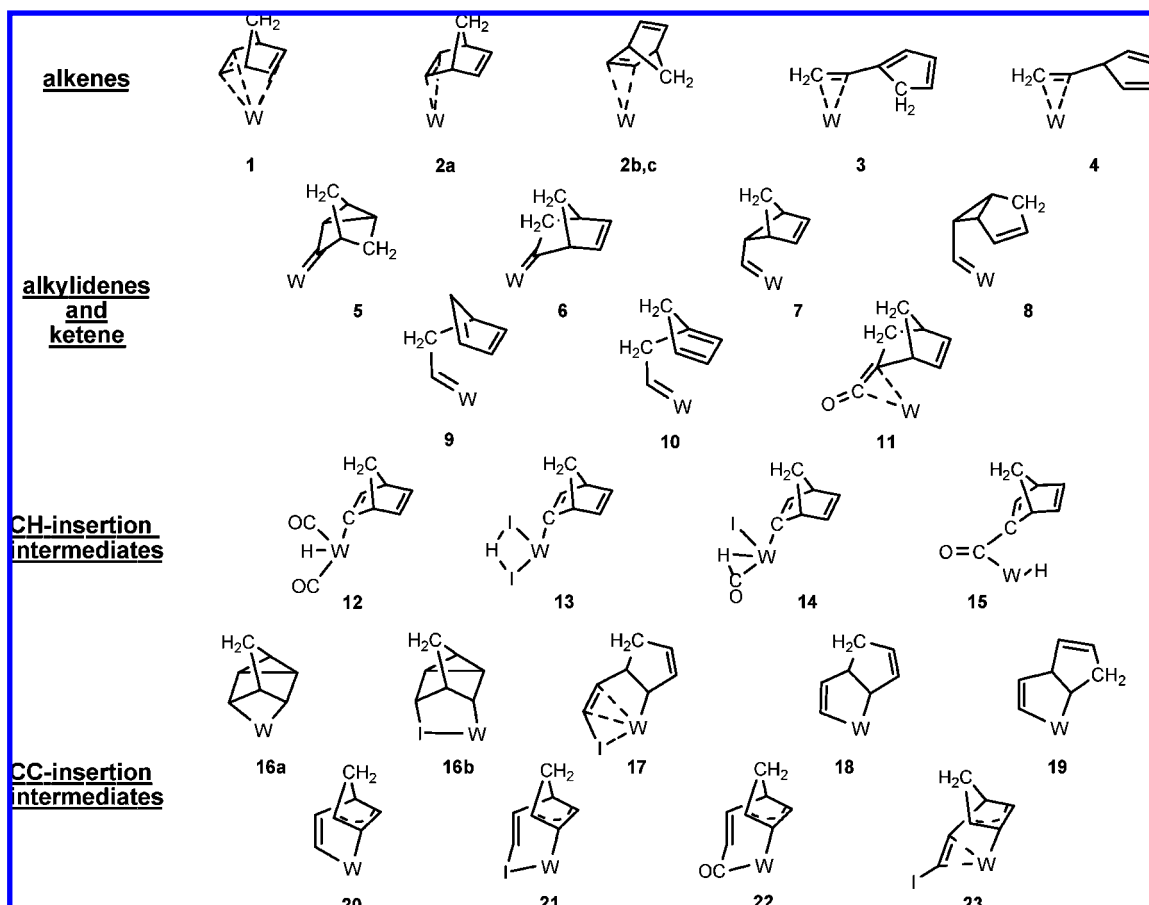 alkenes
CH2 CH2 H2C H2C
CH2 CH2
W W W W W
1 2a 2b,c 3 4
alkylidenes
and
ketene
H2C H2C H2C H2C CH2
CH2
W W W W
5 6 7 8
H2C H2C H2C
O C
W W W
9 10 11
CH-insertion
intermediates
H2C H2C H2C H2C
OC C I C I C C
H W H W H W O C
OC I C O W H
12 13 14 15
CC-insertion
intermediates
H2C H2C H2C H2C
CH2
W I W W I W W
16a 16b 17 18 19
CH2 CH2 CH2 H2C
W I W OC W I W
20 21 22 23